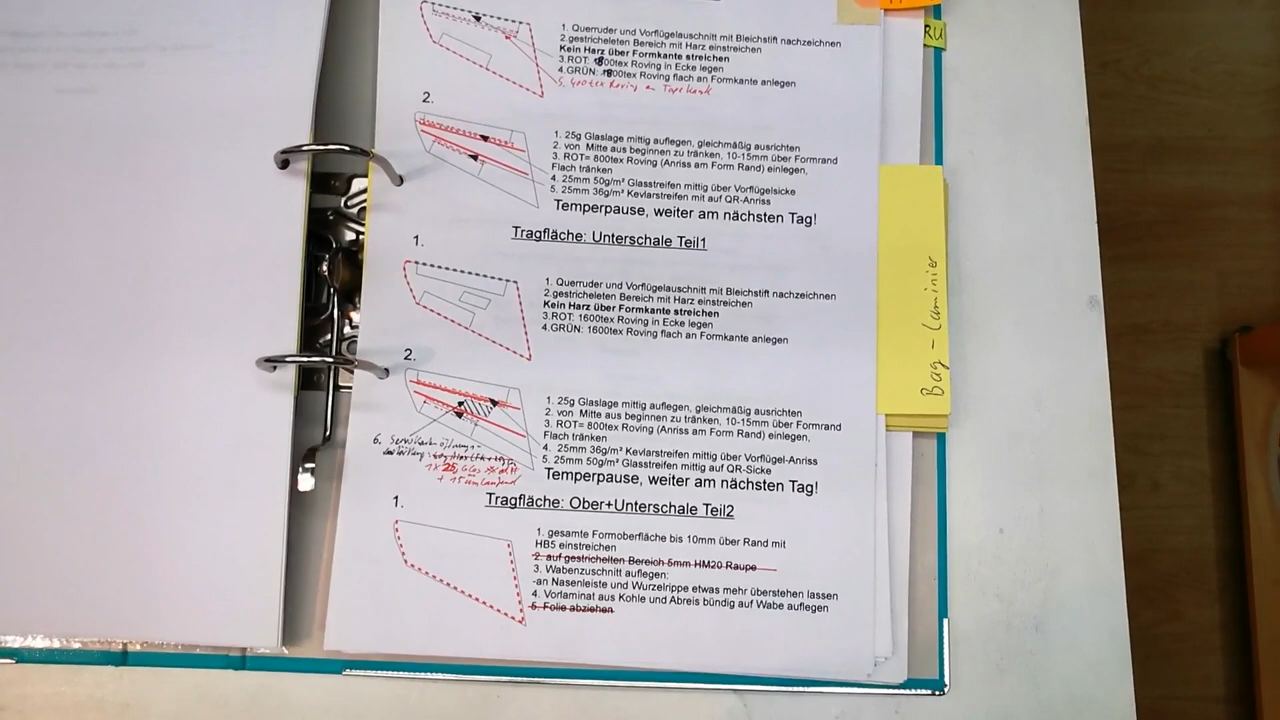 1. Querruder und Vorflügelauschnitt mit Bleichstift nachzeichnen
2.gestricheleten Bereich mit Harz einstreichen
Kein Harz über Formkante streichen
3.ROT: 1800tex Roving in Ecke legen
4.GRÜN: 1800tex Roving flach an Formkante anlegen
5. 400tex Roving an
2.
1. 25g Glaslage mittig auflegen, gleichmäßig ausrichten
2. von Mitte aus beginnen zu tränken, 10-15mm über Formrand
3. ROT= 800tex Roving (Anriss am Form Rand) einlegen,
Flach tränken
4. 25mm 50g/m² Glasstreifen mittig über Vorflügelsicke
5. 25mm 36g/m² Kevlarstreifen mit auf QR-Anriss
Temperpause, weiter am nächsten Tag!
Tragfläche: Unterschale Teil1
1.
1. Querruder und Vorflügelauschnitt mit Bleichstift nachzeichnen
2.gestricheleten Bereich mit Harz einstreichen
Kein Harz über Formkante streichen
3.ROT: 1600tex Roving in Ecke legen
4.GRÜN: 1600tex Roving flach an Formkante anlegen
2.
1. 25g Glaslage mittig auflegen, gleichmäßig ausrichten
2. von Mitte aus beginnen zu tränken, 10-15mm über Formrand
3. ROT= 800tex Roving (Anriss am Form Rand) einlegen,
Flach tränken
4. 25mm 36g/m² Kevlarstreifen mittig über Vorflügel-Anriss
5. 25mm 50g/m² Glasstreifen mittig auf QR-Sicke
6.
1x 25g Glas
+ 15mm
Temperpause, weiter am nächsten Tag!
Tragfläche: Ober+Unterschale Teil2
1.
1. gesamte Formoberfläche bis 10mm über Rand mit
HB5 einstreichen
2. auf gestrichelten Bereich 5mm HM20 Raupe
3. Wabenzuschnitt auflegen:
-an Nasenleiste und Wurzelrippe etwas mehr überstehen lassen
4. Vorlaminat aus Kohle und Abreis bündig auf Wabe auflegen
5. Folie abziehen
RU
Bag - Laminier